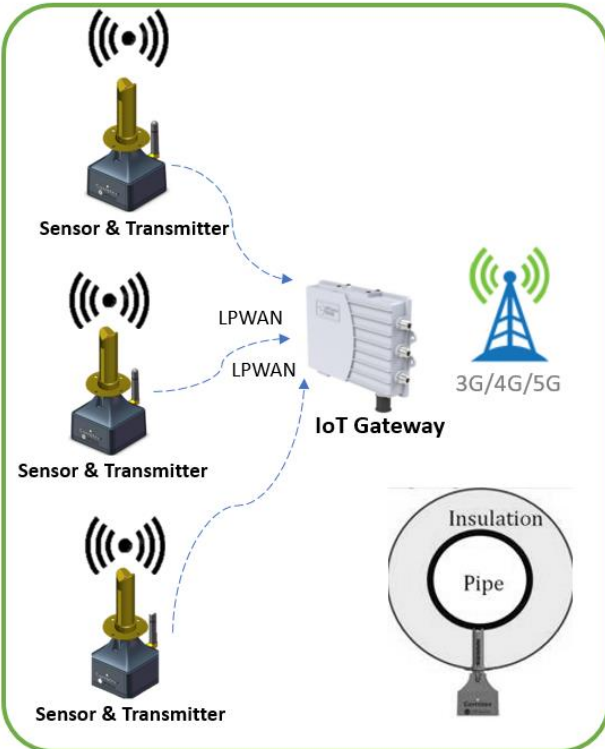 Sensor & Transmitter
LPWAN
LPWAN
3G/4G/5G
IoT Gateway
Sensor & Transmitter
Insulation
Pipe
Sensor & Transmitter